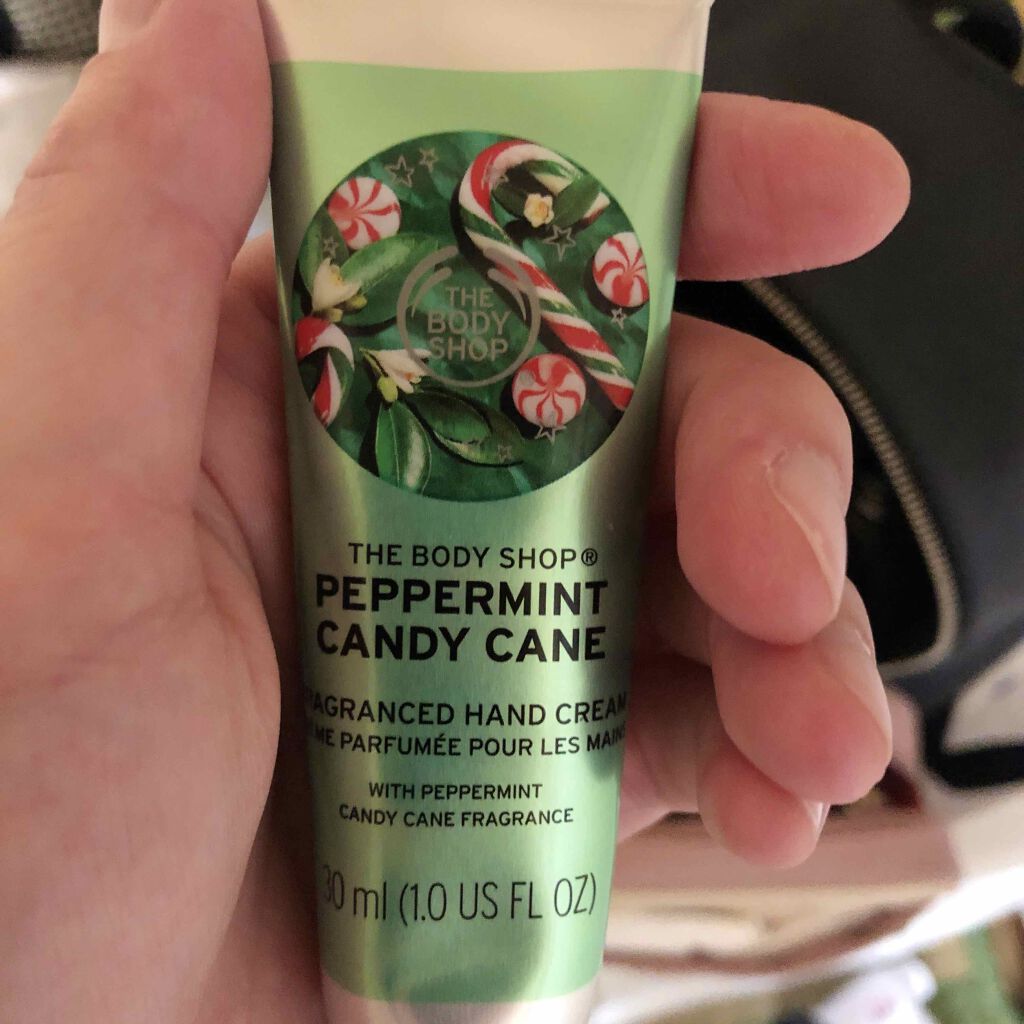 THE
BODY
SHOP
THE BODY SHOP®
PEPPERMINT
CANDY CANE
RAGRANCED HAND CREAM
ME PARFUMÉE POUR LES MAINS
WITH PEPPERMINT
CANDY CANE FRAGRANCE
30 ml (1.0 US FL OZ)